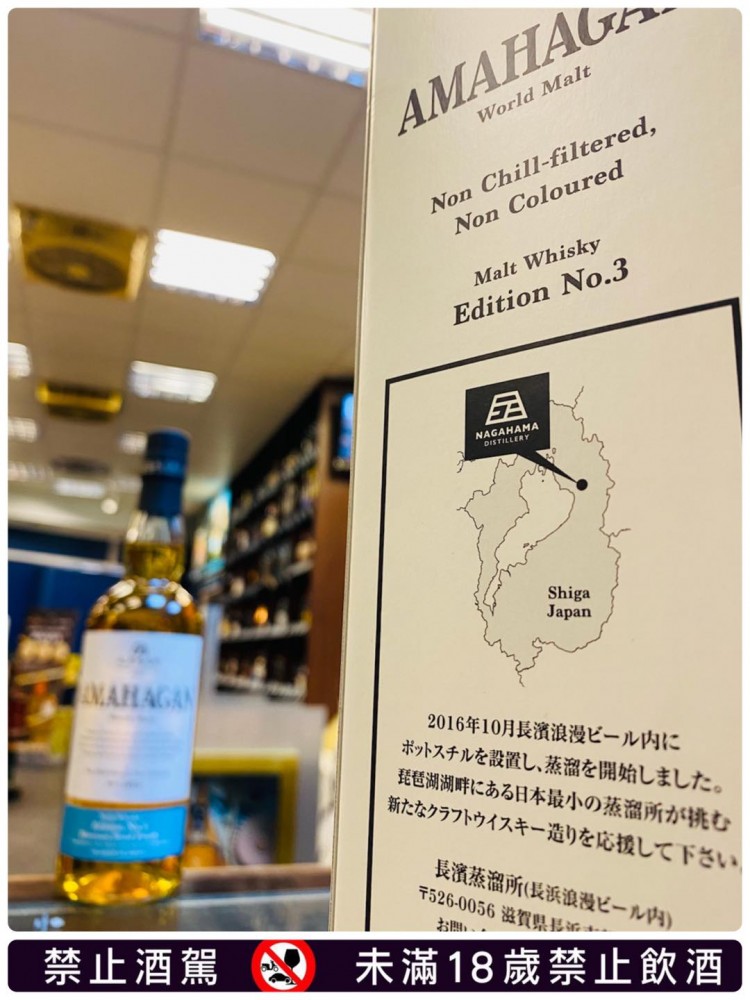 AMAHAGAN
World Malt
Non Chill-filtered,
Non Coloured
Malt Whisky
Edition No.3
NAGAHAMA
DISTILLERY
Shiga
Japan
2016年10月長濱浪漫ビール内に
ポットスチルを設置し、蒸溜を開始しました。
琵琶湖湖畔にある日本最小の蒸溜所が挑む
新たなクラフトウイスキー造りを応援して下さい。
長濱蒸溜所(長浜浪漫ビール内)
〒526-0056 滋賀県長浜市
お問い
AMAHAGAN
禁止酒駕
未滿18歲禁止飲酒